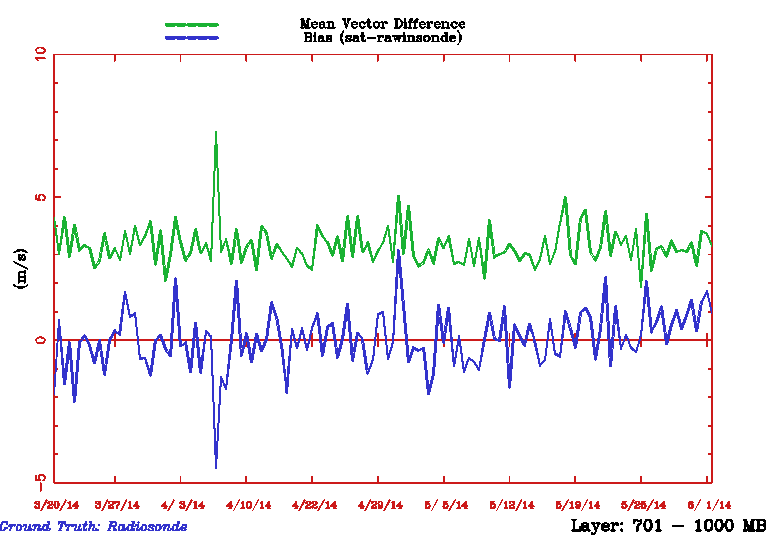 Mean Vector Difference
Bias (sat-rawinsonde)
10
5
0
-5
(m/s)
3/20/14 3/27/14 4/ 3/14 4/10/14 4/22/14 4/29/14 5/ 5/14 5/12/14 5/19/14 5/26/14 6/ 1/14
Ground Truth: Radiosonde
Layer: 701 - 1000 MB